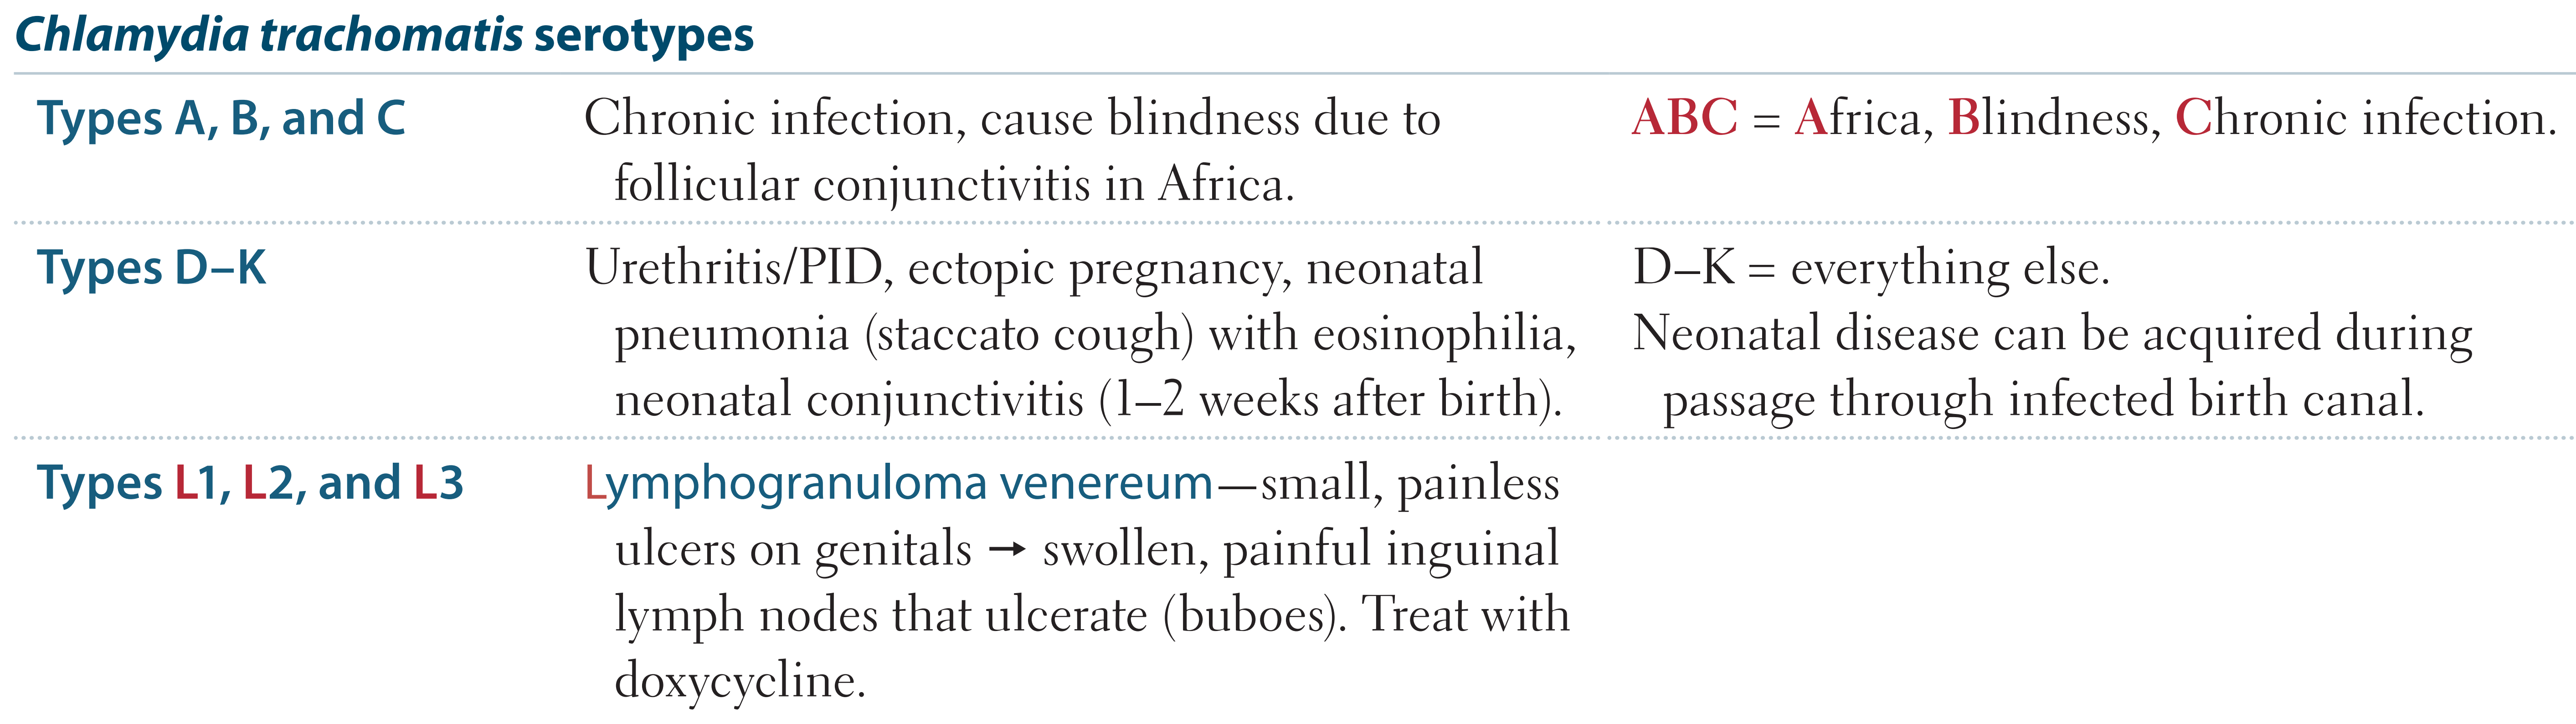 Chlamydia trachomatis serotypes
Types A, B, and C
Chronic infection, cause blindness due to
follicular conjunctivitis in Africa.
ABC = Africa, Blindness, Chronic infection.
Types D–K
Urethritis/PID, ectopic pregnancy, neonatal
pneumonia (staccato cough) with eosinophilia,
neonatal conjunctivitis (1–2 weeks after birth).
D–K = everything else.
Neonatal disease can be acquired during
passage through infected birth canal.
Types L1, L2, and L3
Lymphogranuloma venereum—small, painless
ulcers on genitals → swollen, painful inguinal
lymph nodes that ulcerate (buboes). Treat with
doxycycline.